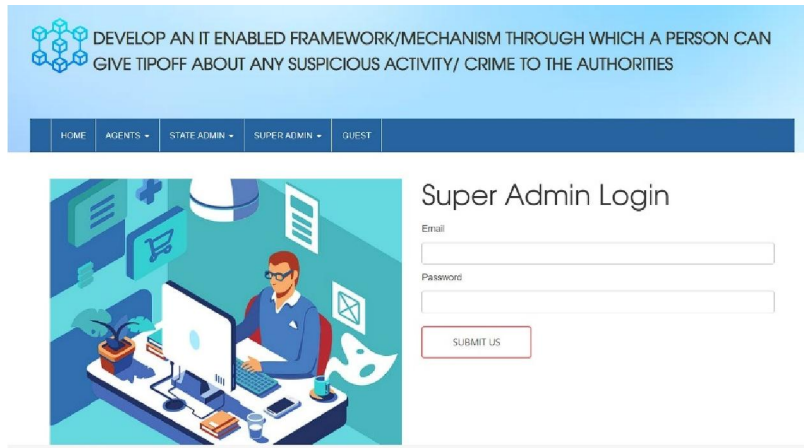 DEVELOP AN IT ENABLED FRAMEWORK/MECHANISM THROUGH WHICH A PERSON CAN
GIVE TIPOFF ABOUT ANY SUSPICIOUS ACTIVITY/ CRIME TO THE AUTHORITIES
HOME AGENTS STATE ADMIN SUPER ADMIN GUEST
Super Admin Login
Email
Password
SUBMIT US